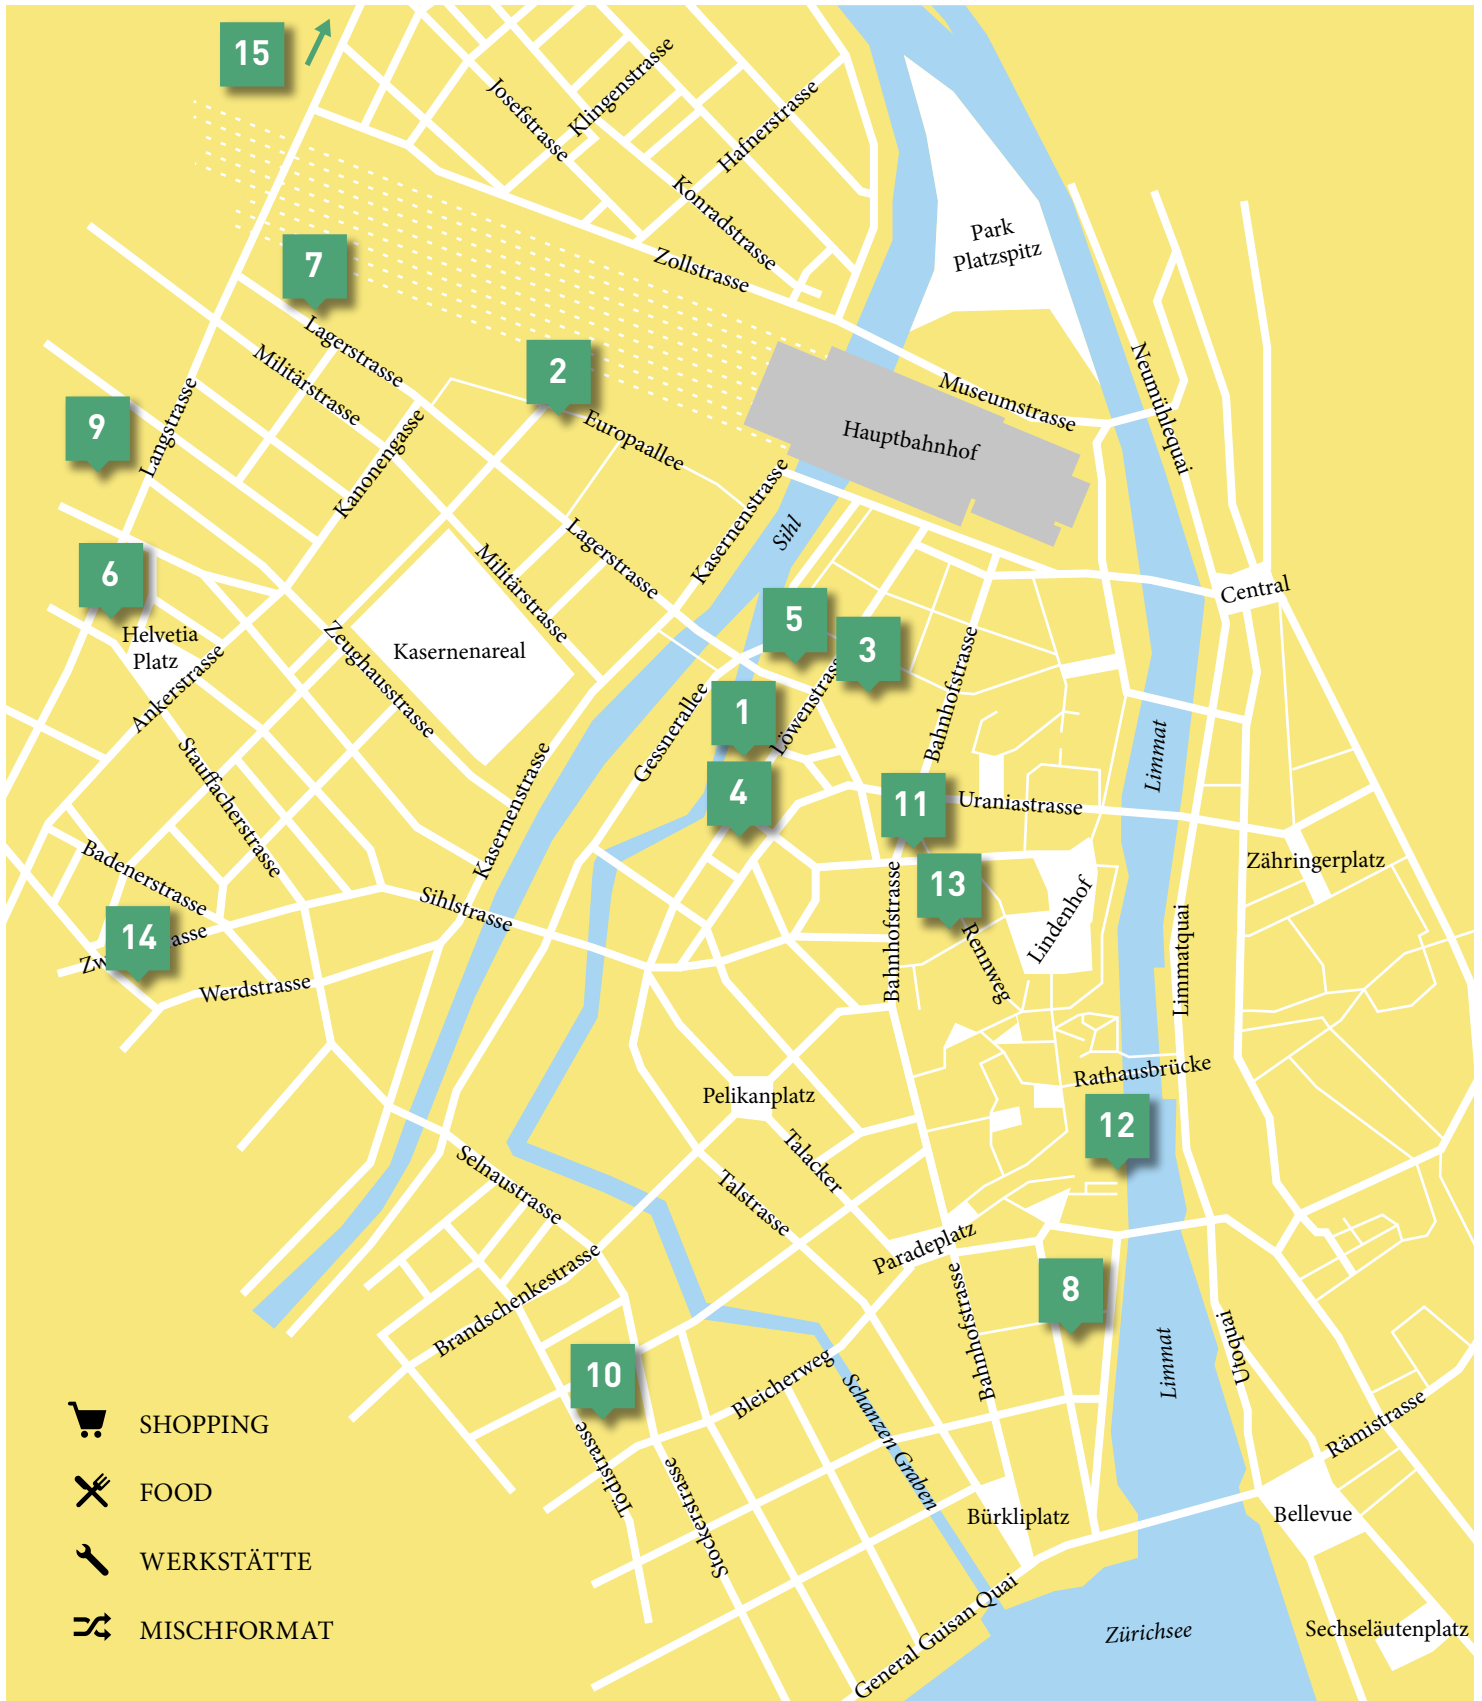 15
Josefstrasse
Klingenstrasse
Hafnerstrasse
Konradstrasse
Zollstrasse
Park
Platzspitz
7
Lagerstrasse
Militärstrasse
2
Europaallee
Museumstrasse
Neumühlequai
Hauptbahnhof
9
Langstrasse
Kanonengasse
Kasernenstrasse
Sihl
Lagerstrasse
Militärstrasse
6
Helvetia
Platz
Ankerstrasse
Zeughausstrasse
Kasernenareal
5
3
Central
1
Löwenstrasse
Gessnerallee
Bahnhofstrasse
Limmat
4
11
Uraniastrasse
Stauffacherstrasse
Kasernenstrasse
Badenerstrasse
Sihlstrasse
Zähringerplatz
13
Lindenhof
Rennweg
Bahnhofstrasse
Limmatquai
14
Zw
asse
Werdstrasse
Rathausbrücke
Pelikanplatz
12
Talacker
Selnaustrasse
Talstrasse
Paradeplatz
Brandschenkestrasse
8
Bahnhofstrasse
Limmat
Utoquai
10
Bleicherweg
Schanzen Graben
Tödistrasse
Stockerstrasse
Rämistrasse
Bürkliplatz
Bellevue
General Guisan Quai
Zürichsee
Sechseläutenplatz
SHOPPING
FOOD
WERKSTÄTTE
MISCHFORMAT